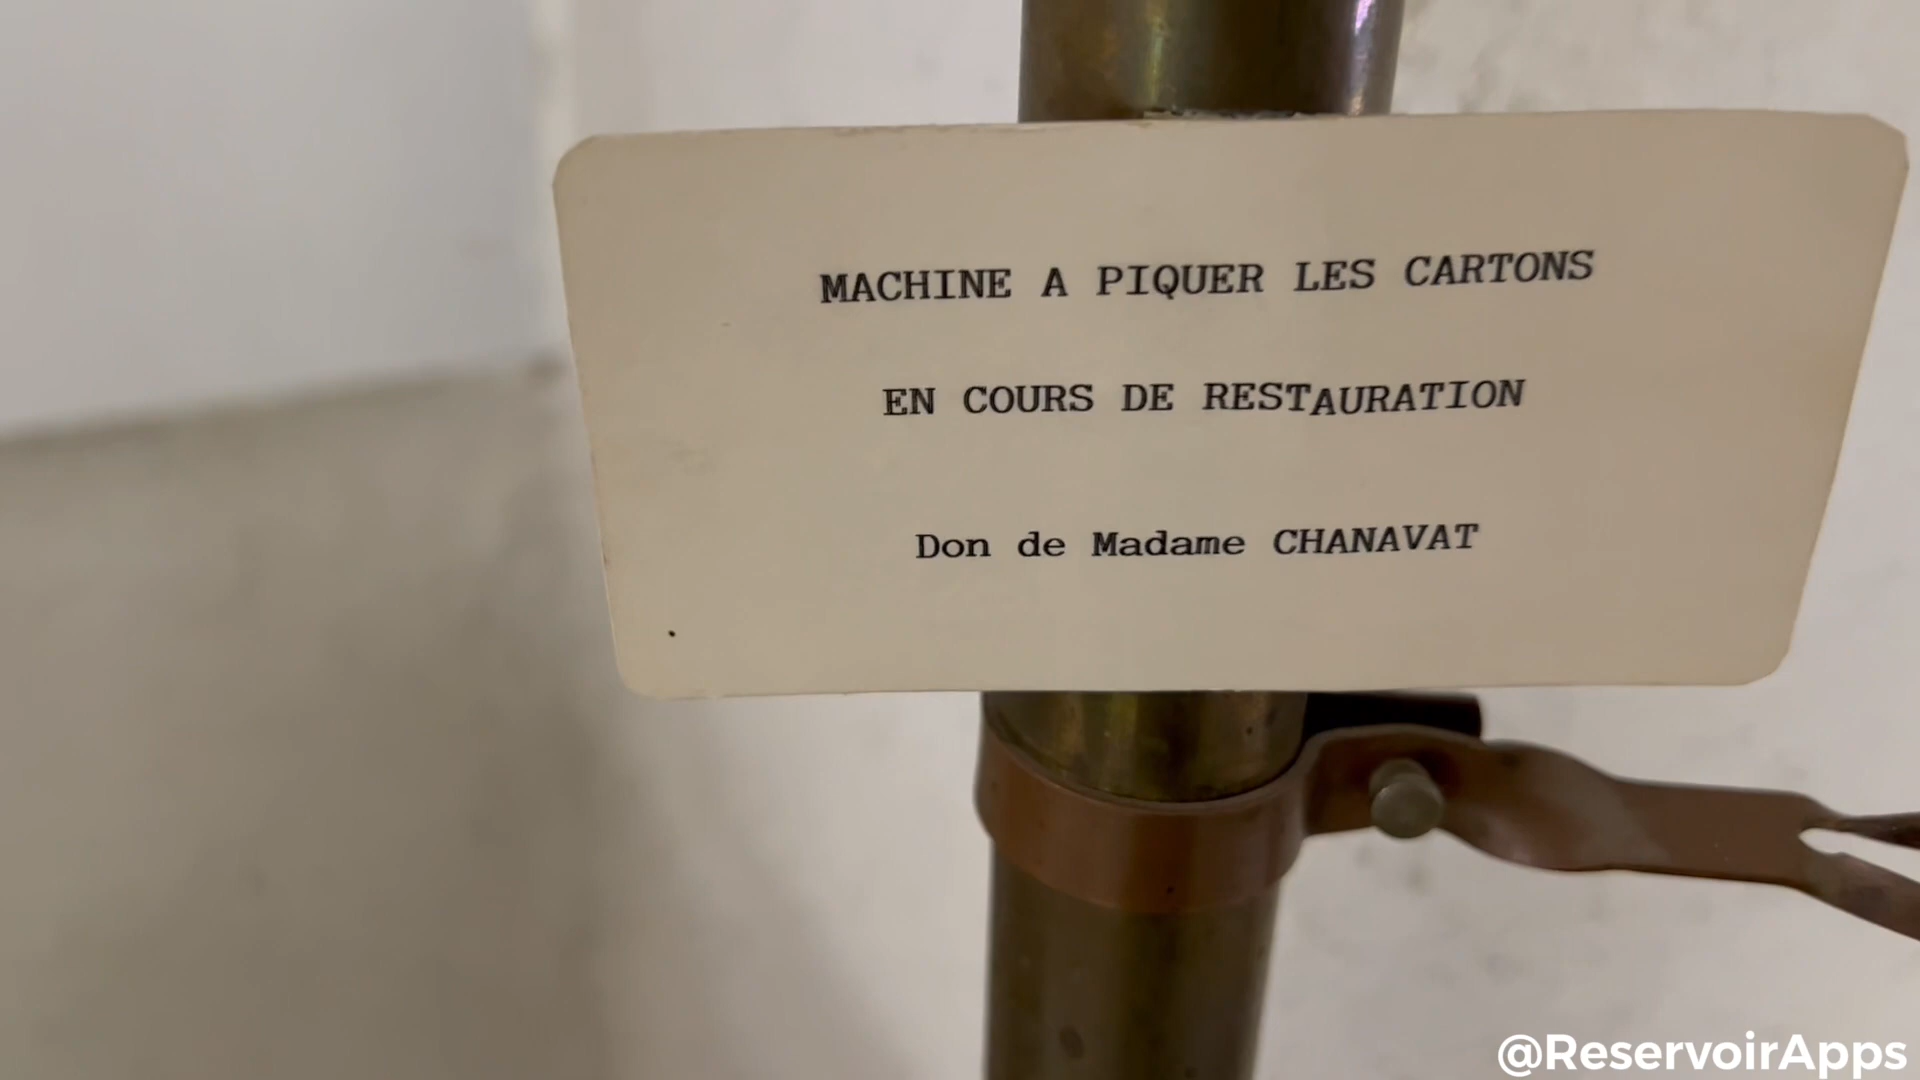 MACHINE A PIQUER LES CARTONS
EN COURS DE RESTAURATION
Don de Madame CHANAVAT
@ReservoirApps